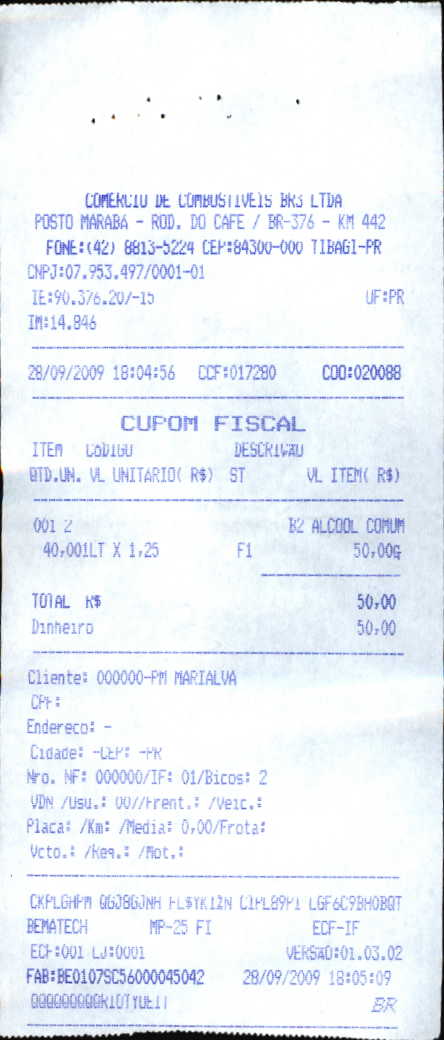 COMERCIO DE COMBUSTIVEIS BRS LTDA
POSTO MARABA - ROD. DO CAFE / BR-376 - KM 442
FONE:(42) 8813-5224 CEP:84300-000 TIBAGI-PR
CNPJ:07.953.497/0001-01
IE:90.376.207-15 UF:PR
IM:14.846
28/09/2009 18:04:56 CCF:017280 COO:020088
CUPOM FISCAL
ITEM CODIGO DESCRICAO
QTD.UN. VL UNITARIO( R$) ST VL ITEM( R$)
001 2 B2 ALCOOL COMUM
40,001LT X 1,25 F1 50,00G
TOTAL R$ 50,00
Dinheiro 50,00
Cliente: 000000-PM MARIALVA
CPF:
Endereco: -
Cidade: -CEP: -PR
Nro. NF: 000000/IF: 01/Bicos: 2
VDN /Usu.: 00//Frent.: /Veic.:
Placa: /Km: /Media: 0,00/Frota:
Vcto.: /Req.: /Mot.:
BEMATECH MP-25 FI ECF-IF
ECF:001 LJ:0001 VERSÃO:01.03.02
FAB:BE0107SC56000045042 28/09/2009 18:05:09
BR